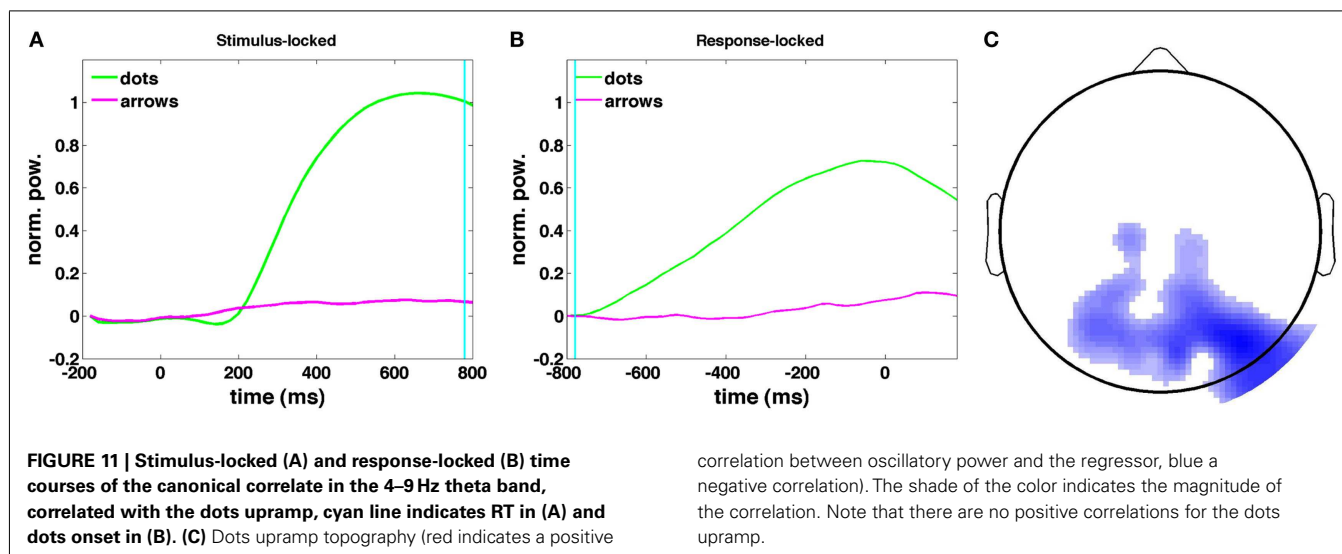 A
Stimulus-locked
dots
arrows
norm. pow.
1
0.8
0.6
0.4
0.2
0
-0.2
-200 0 200 400 600 800
time (ms)
B
Response-locked
dots
arrows
norm. pow.
1
0.8
0.6
0.4
0.2
0
-0.2
-800 -600 -400 -200 0
time (ms)
C
FIGURE 11 | Stimulus-locked (A) and response-locked (B) time
courses of the canonical correlate in the 4–9 Hz theta band,
correlated with the dots upramp, cyan line indicates RT in (A) and
dots onset in (B). (C) Dots upramp topography (red indicates a positive
correlation between oscillatory power and the regressor, blue a
negative correlation). The shade of the color indicates the magnitude of
the correlation. Note that there are no positive correlations for the dots
upramp.